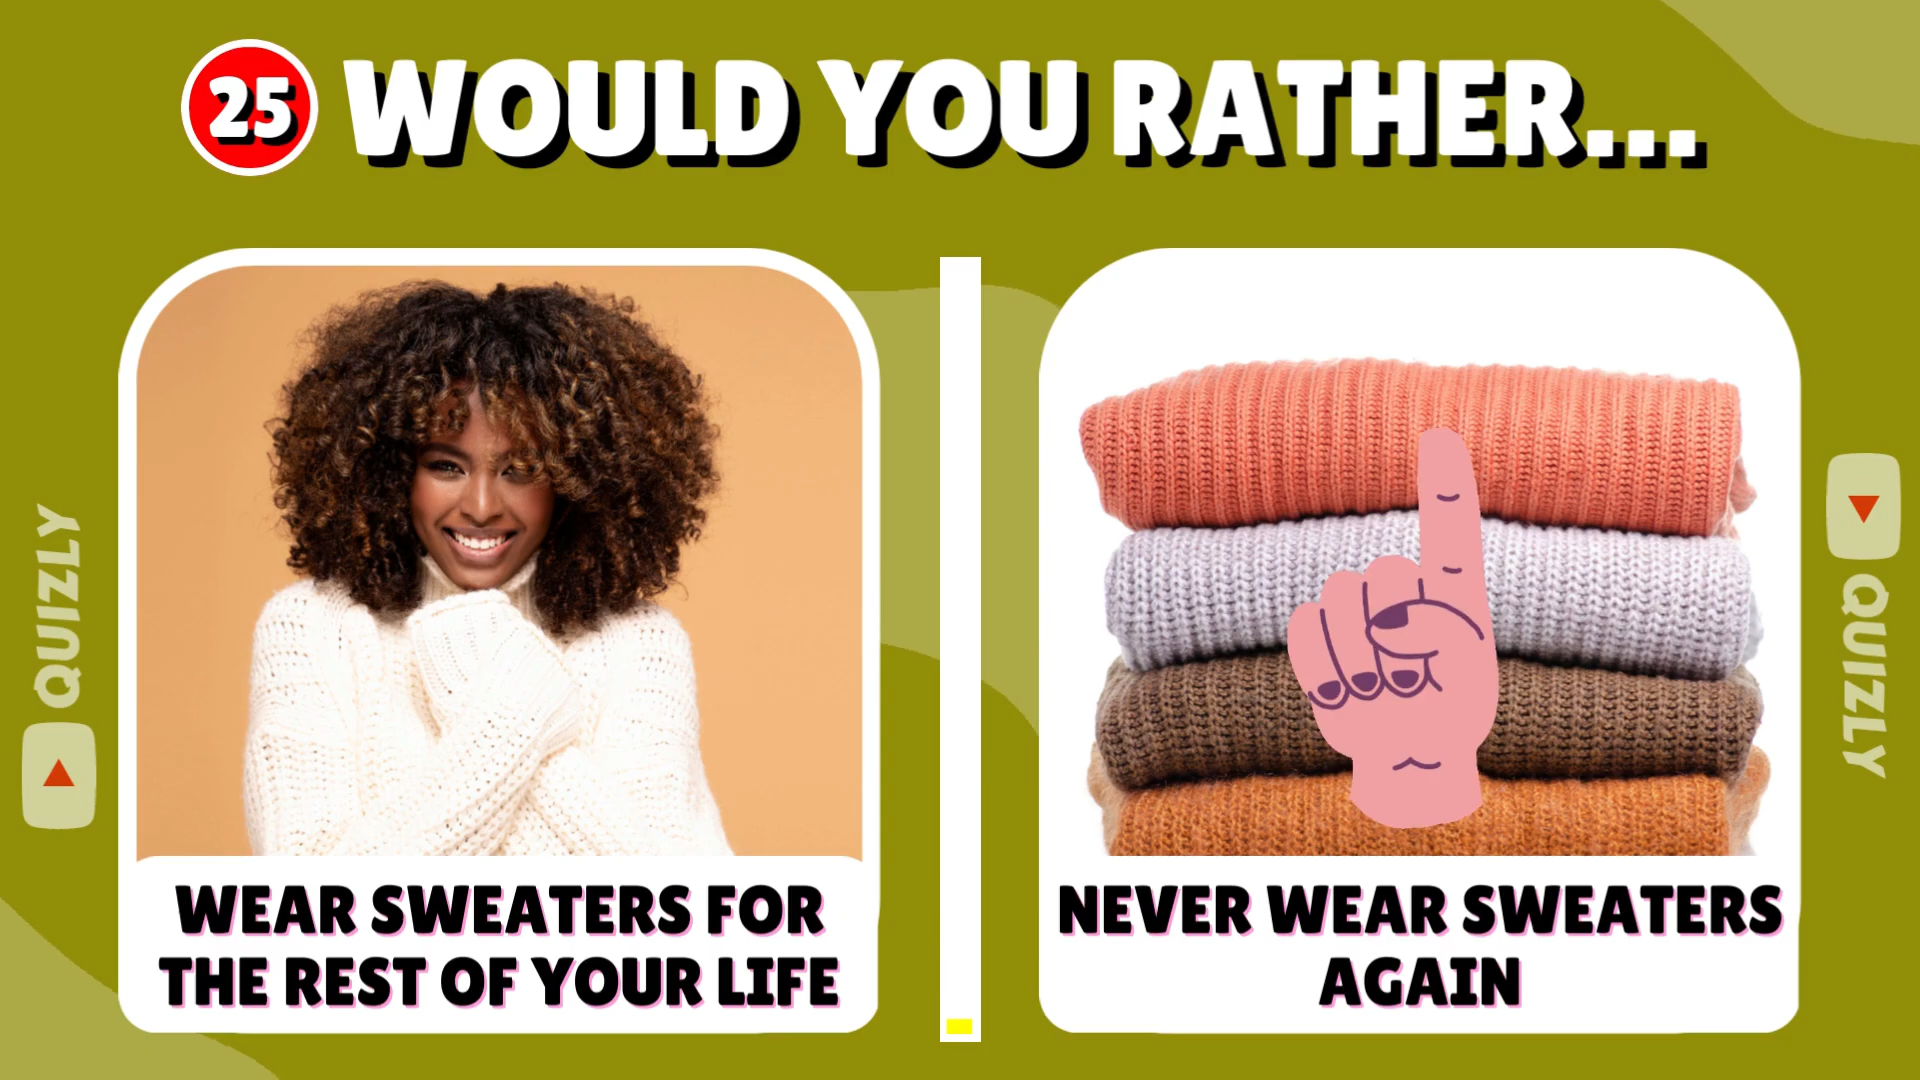 25 WOULD YOU RATHER...
WEAR SWEATERS FOR
THE REST OF YOUR LIFE
NEVER WEAR SWEATERS
AGAIN
QUIZLY
QUIZLY